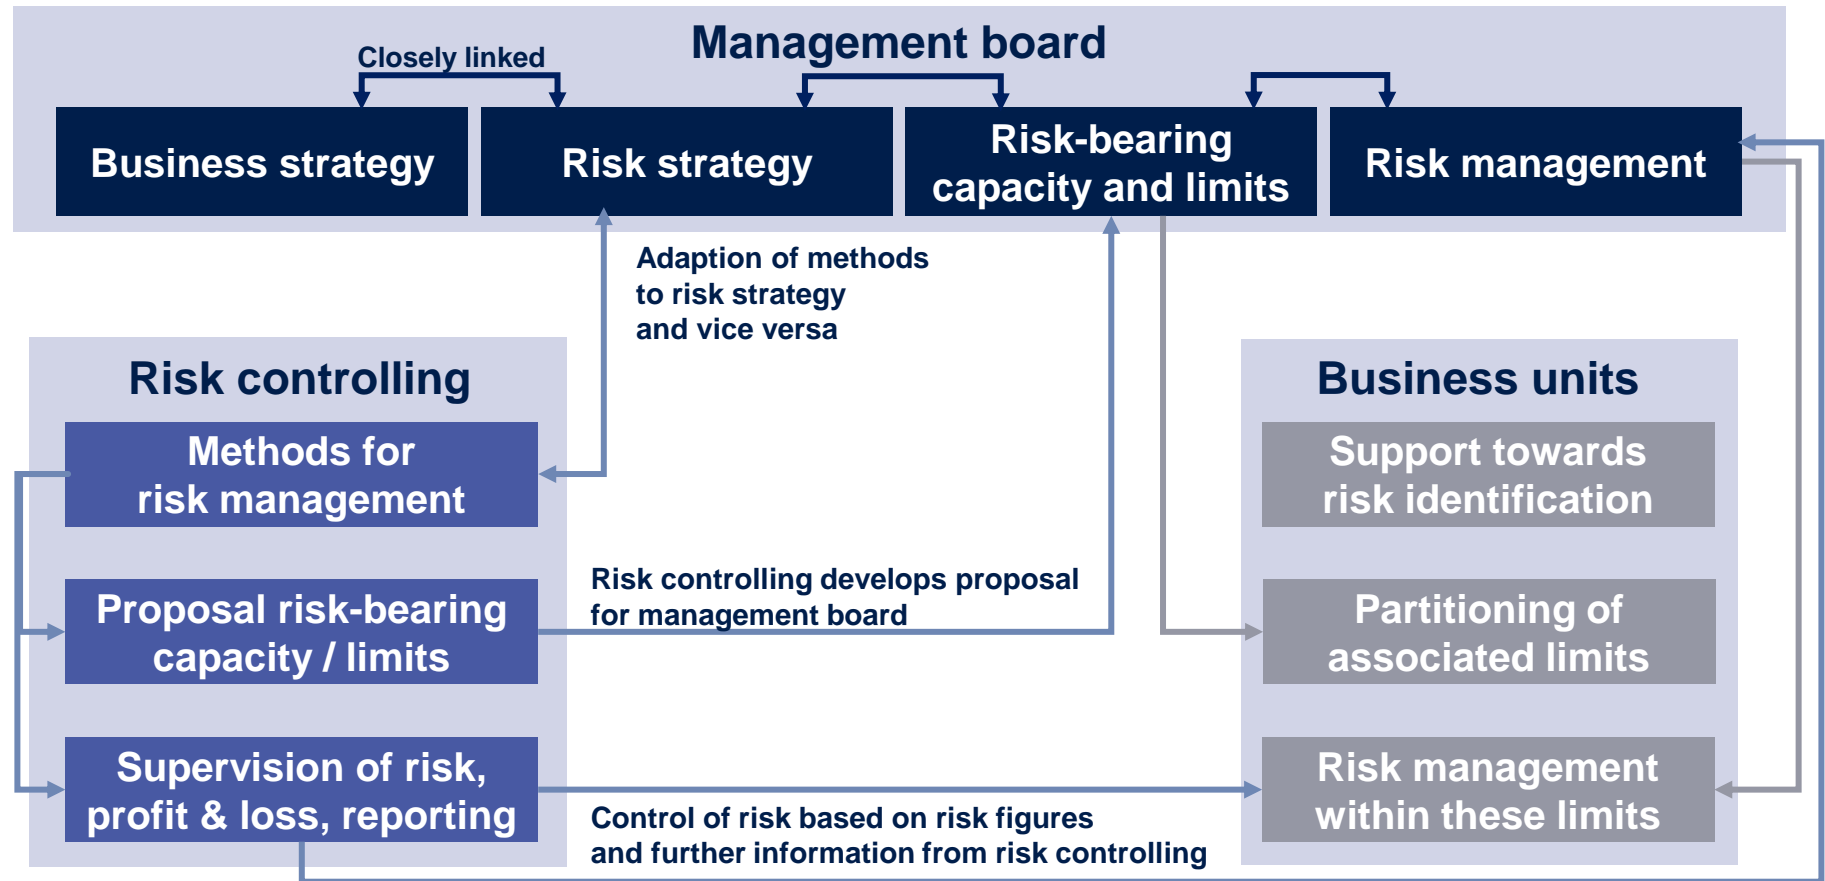 Management board
Closely linked
Business strategy
Risk strategy
Risk-bearing
capacity and limits
Risk management
Adaption of methods
to risk strategy
and vice versa
Risk controlling
Methods for
risk management
Proposal risk-bearing
capacity / limits
Supervision of risk,
profit & loss, reporting
Risk controlling develops proposal
for management board
Control of risk based on risk figures
and further information from risk controlling
Business units
Support towards
risk identification
Partitioning of
associated limits
Risk management
within these limits